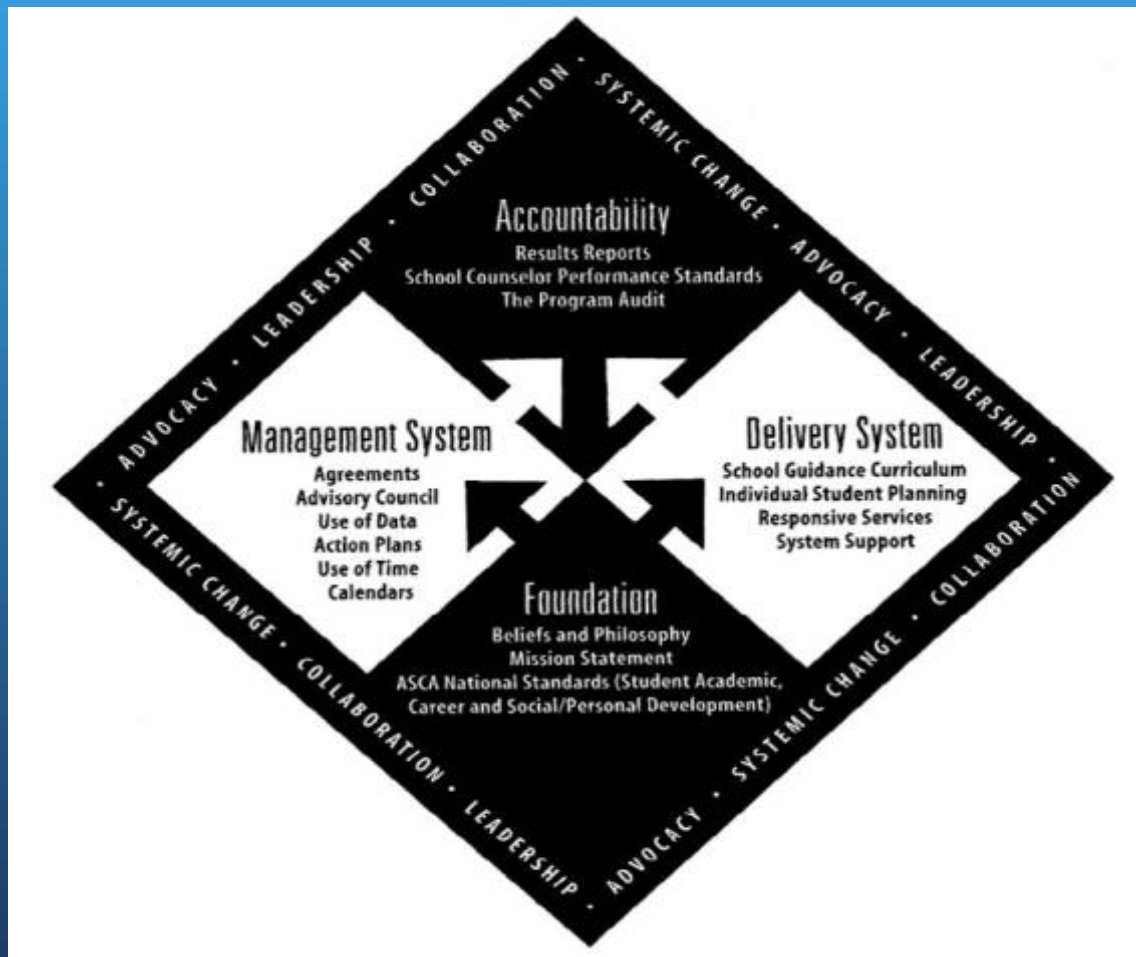 ADVOCACY • LEADERSHIP • COLLABORATION •
SYSTEMIC CHANGE • ADVOCACY • LEADERSHIP •
Accountability
Results Reports
School Counselor Performance Standards
The Program Audit
Management System
Agreements
Advisory Council
Use of Data
Action Plans
Use of Time
Calendars
Delivery System
School Guidance Curriculum
Individual Student Planning
Responsive Services
System Support
Foundation
Beliefs and Philosophy
Mission Statement
ASCA National Standards (Student Academic,
Career and Social/Personal Development)
• SYSTEMIC CHANGE • COLLABORATION • LEADERSHIP
• ADVOCACY • SYSTEMIC CHANGE • COLLABORATION